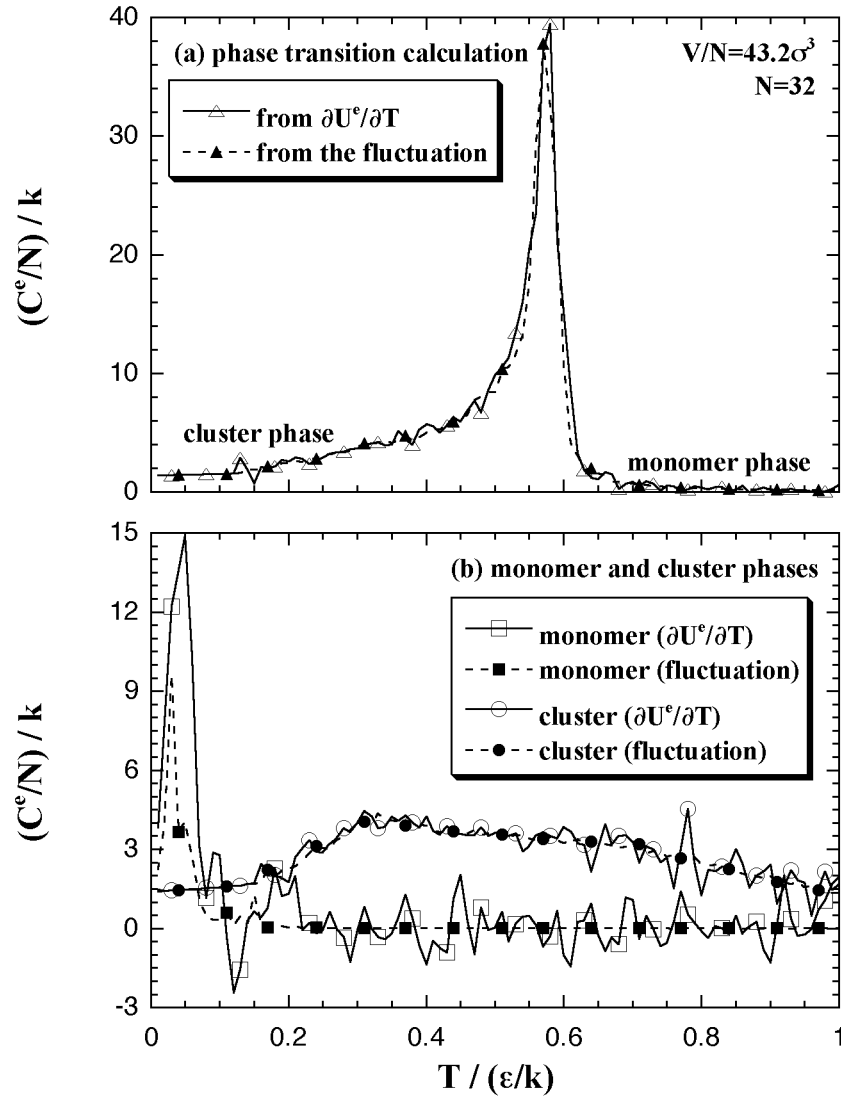 (a) phase transition calculation
V/N=43.2σ³
N=32
from ∂Uᵉ/∂T
from the fluctuation
cluster phase
monomer phase
(Cᵉ/N) / k
40
30
20
10
0
(b) monomer and cluster phases
monomer (∂Uᵉ/∂T)
monomer (fluctuation)
cluster (∂Uᵉ/∂T)
cluster (fluctuation)
(Cᵉ/N) / k
15
12
9
6
3
0
-3
0 0.2 0.4 0.6 0.8 1
T / (ε/k)